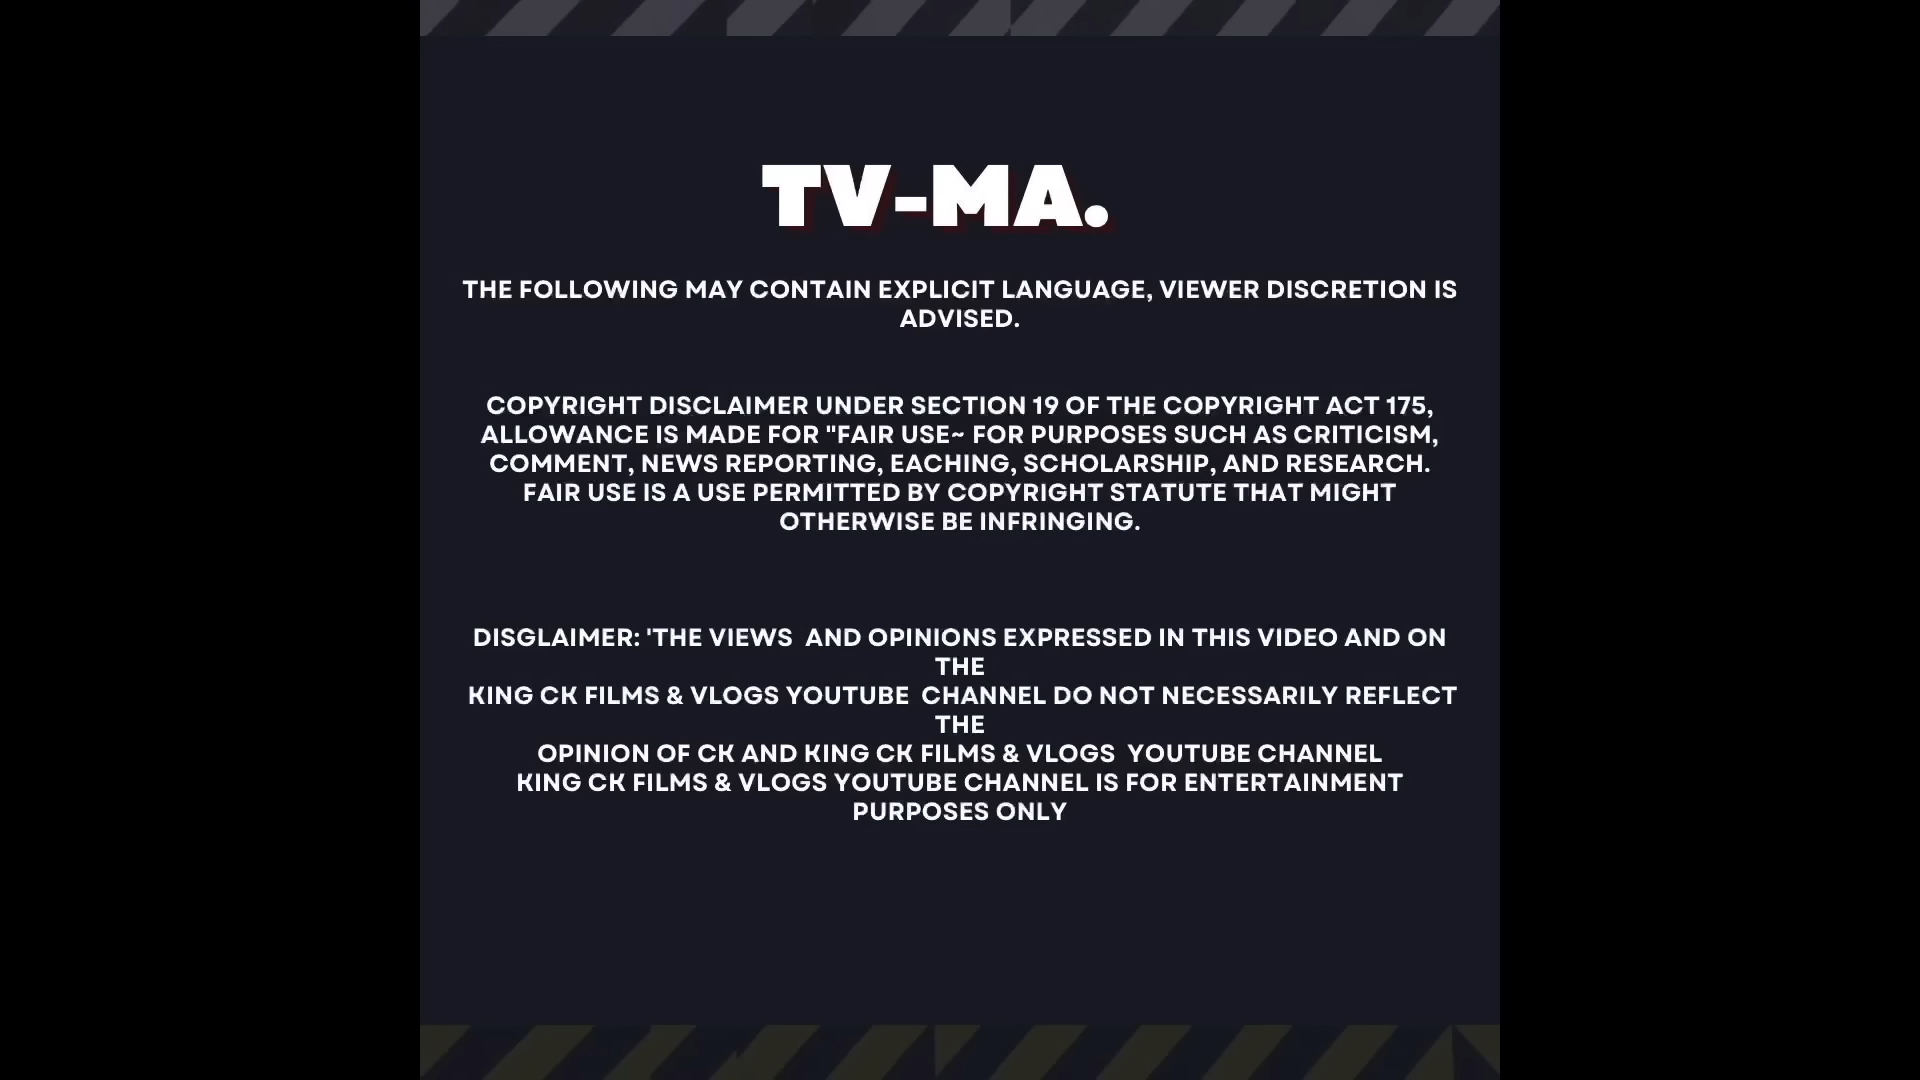 TV-MA.
THE FOLLOWING MAY CONTAIN EXPLICIT LANGUAGE, VIEWER DISCRETION IS
ADVISED.
COPYRIGHT DISCLAIMER UNDER SECTION 19 OF THE COPYRIGHT ACT 175,
ALLOWANCE IS MADE FOR "FAIR USE~ FOR PURPOSES SUCH AS CRITICISM,
COMMENT, NEWS REPORTING, EACHING, SCHOLARSHIP, AND RESEARCH.
FAIR USE IS A USE PERMITTED BY COPYRIGHT STATUTE THAT MIGHT
OTHERWISE BE INFRINGING.
DISGLAIMER: 'THE VIEWS  AND OPINIONS EXPRESSED IN THIS VIDEO AND ON
THE
KING CK FILMS & VLOGS YOUTUBE  CHANNEL DO NOT NECESSARILY REFLECT
THE
OPINION OF CK AND KING CK FILMS & VLOGS  YOUTUBE CHANNEL
KING CK FILMS & VLOGS YOUTUBE CHANNEL IS FOR ENTERTAINMENT
PURPOSES ONLY